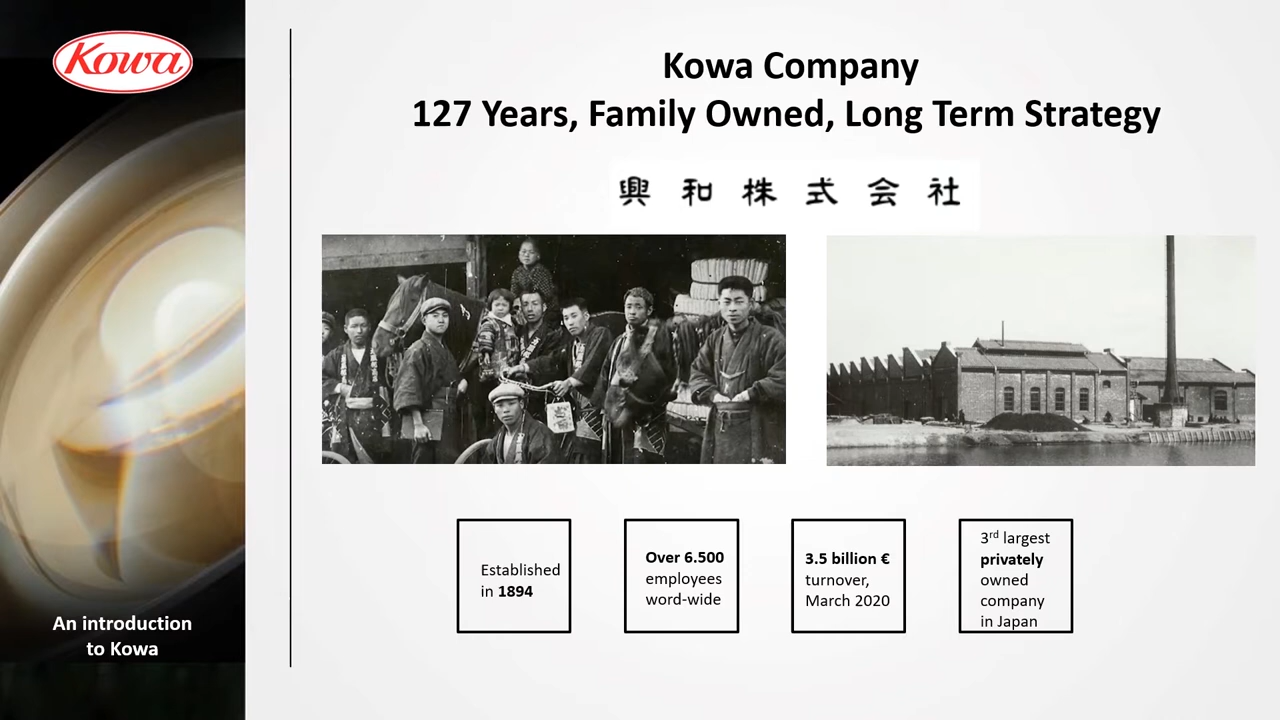 Kowa
Kowa Company
127 Years, Family Owned, Long Term Strategy
興和株式会社
Established
in 1894
Over 6.500
employees
word-wide
3.5 billion €
turnover,
March 2020
3rd largest
privately
owned
company
in Japan
An introduction
to Kowa